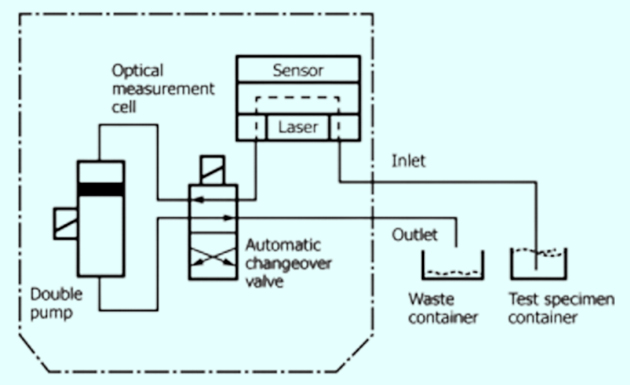 Optical
measurement
cell
Sensor
Laser
Inlet
Outlet
Automatic
changeover
valve
Double
pump
Waste
container
Test specimen
container